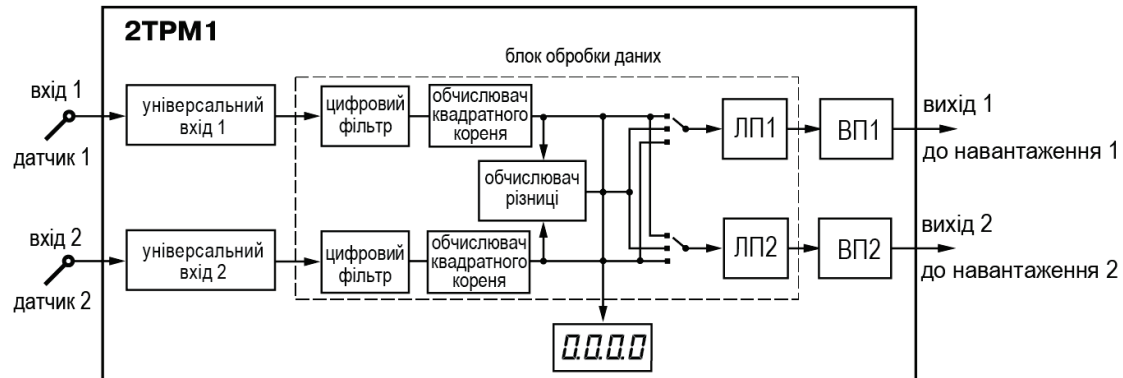 2ТРМ1
блок обробки даних
вхід 1
датчик 1
універсальний
вхід 1
цифровий
фільтр
обчислювач
квадратного
кореня
ЛП1
ВП1
вихід 1
до навантаження 1
обчислювач
різниці
вхід 2
датчик 2
універсальний
вхід 2
цифровий
фільтр
обчислювач
квадратного
кореня
ЛП2
ВП2
вихід 2
до навантаження 2
0.0.0.0